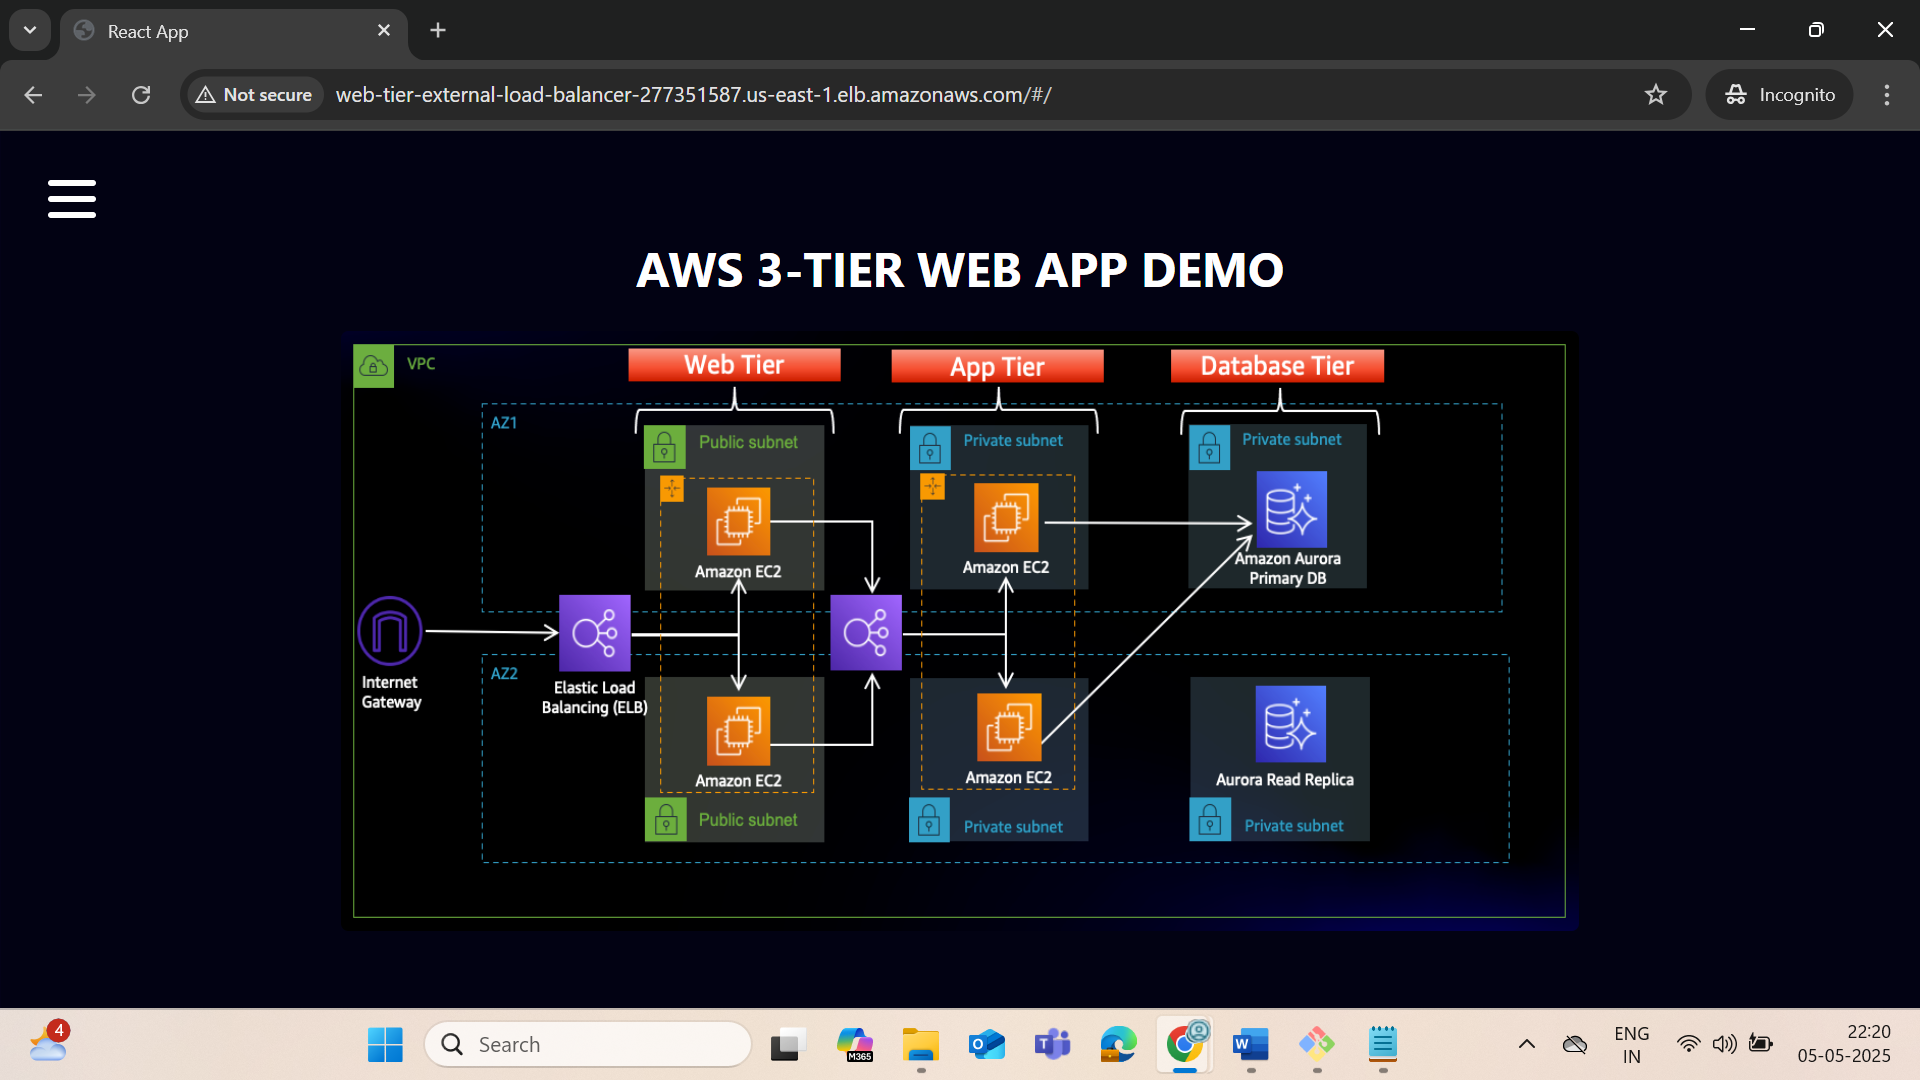 React App
Not secure
web-tier-external-load-balancer-277351587.us-east-1.elb.amazonaws.com/#/
Incognito
AWS 3-TIER WEB APP DEMO
VPC
Web Tier
App Tier
Database Tier
AZ1
Public subnet
Private subnet
Private subnet
Amazon EC2
Amazon EC2
Amazon Aurora
Primary DB
Internet
Gateway
Elastic Load
Balancing (ELB)
AZ2
Amazon EC2
Amazon EC2
Aurora Read Replica
Public subnet
Private subnet
Private subnet
4
Search
M365
ENG
IN
22:20
05-05-2025